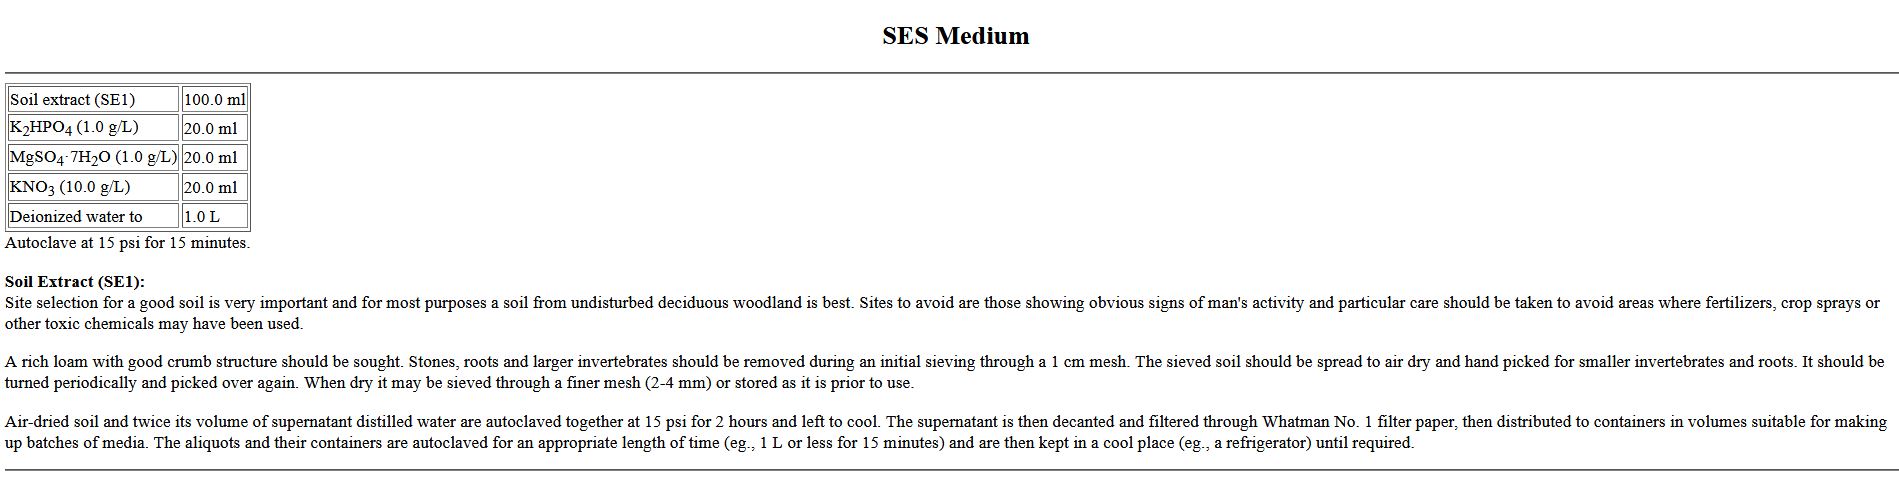 SES Medium
Soil extract (SE1) 100.0 ml
K₂HPO₄ (1.0 g/L) 20.0 ml
MgSO₄·7H₂O (1.0 g/L) 20.0 ml
KNO₃ (10.0 g/L) 20.0 ml
Deionized water to 1.0 L
Autoclave at 15 psi for 15 minutes.
Soil Extract (SE1):
Site selection for a good soil is very important and for most purposes a soil from undisturbed deciduous woodland is best. Sites to avoid are those showing obvious signs of man's activity and particular care should be taken to avoid areas where fertilizers, crop sprays or
other toxic chemicals may have been used.
A rich loam with good crumb structure should be sought. Stones, roots and larger invertebrates should be removed during an initial sieving through a 1 cm mesh. The sieved soil should be spread to air dry and hand picked for smaller invertebrates and roots. It should be
turned periodically and picked over again. When dry it may be sieved through a finer mesh (2-4 mm) or stored as it is prior to use.
Air-dried soil and twice its volume of supernatant distilled water are autoclaved together at 15 psi for 2 hours and left to cool. The supernatant is then decanted and filtered through Whatman No. 1 filter paper, then distributed to containers in volumes suitable for making
up batches of media. The aliquots and their containers are autoclaved for an appropriate length of time (eg., 1 L or less for 15 minutes) and are then kept in a cool place (eg., a refrigerator) until required.